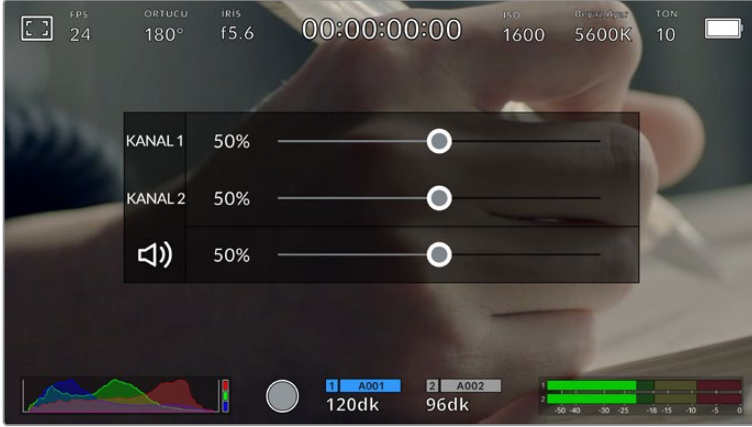 FPS ORTUCU IRIS ISO Beyaz Ayar TON
24 180° f5.6 00:00:00:00 1600 5600K 10
KANAL 1 50%
KANAL 2 50%
50%
1 A001 2 A002
120dk 96dk
1
2
-50 -40 -30 -25 -18 -15 -10 -5 0